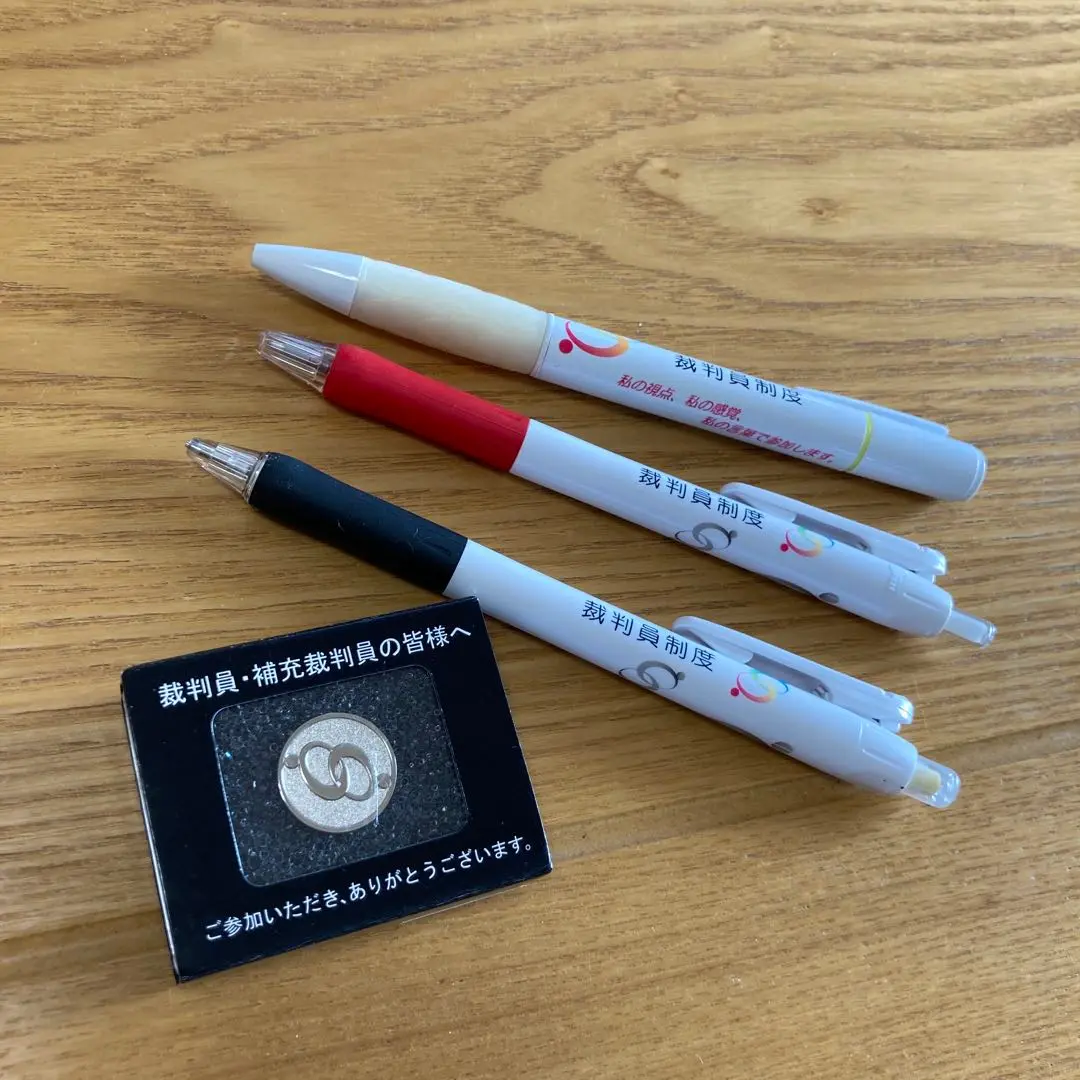 裁判員制度
私の視点、私の感覚、
私の言葉で参加します。
裁判員制度
裁判員制度
裁判員・補充裁判員の皆様へ
ご参加いただき、ありがとうございます。